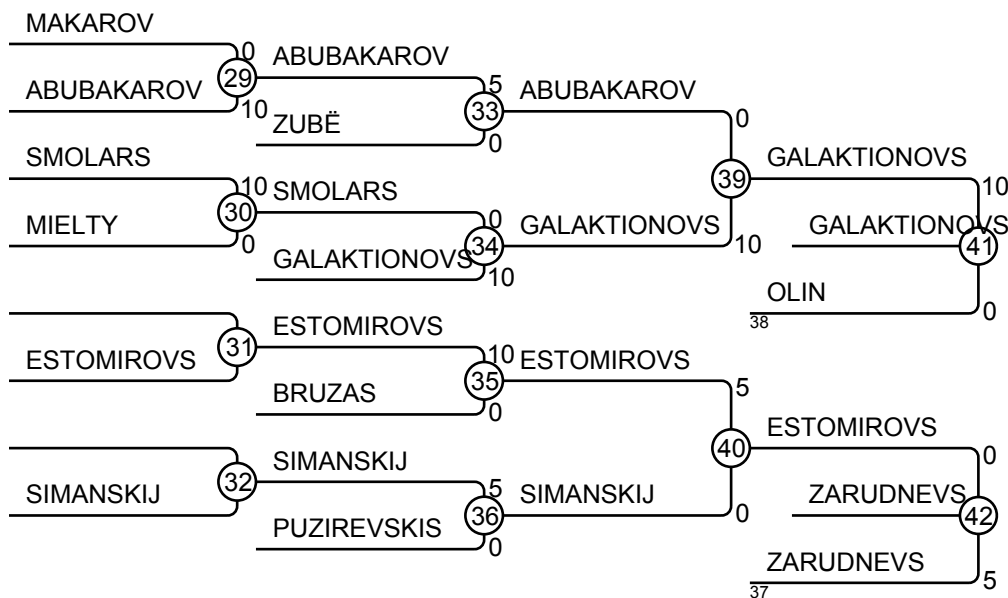 MAKAROV
0
29
ABUBAKAROV
ABUBAKAROV
10
5
33
ABUBAKAROV
ZUBË
0
0
SMOLARS
10
30
SMOLARS
MIELTY
0
0
34
GALAKTIONOVS
GALAKTIONOVS
10
39
10
GALAKTIONOVS
10
GALAKTIONOVS
41
OLIN
38
0
31
ESTOMIROVS
ESTOMIROVS
10
35
ESTOMIROVS
BRUZAS
0
5
32
SIMANSKIJ
SIMANSKIJ
5
36
SIMANSKIJ
PUZIREVSKIS
0
40
0
ESTOMIROVS
0
ZARUDNEVS
42
ZARUDNEVS
37
5